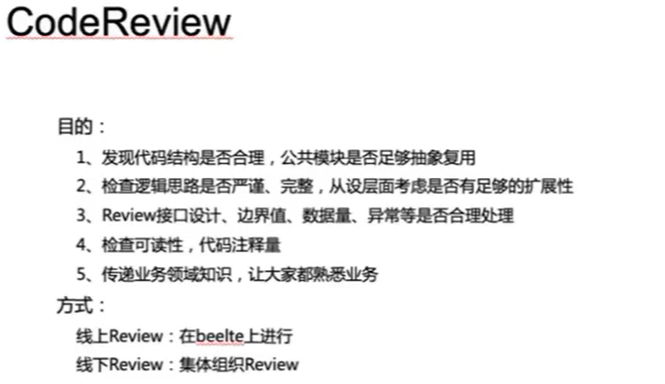 CodeReview
目的：
1、发现代码结构是否合理，公共模块是否足够抽象复用
2、检查逻辑思路是否严谨、完整，从设层面考虑是否有足够的扩展性
3、Review接口设计、边界值、数据量、异常等是否合理处理
4、检查可读性，代码注释量
5、传递业务领域知识，让大家都熟悉业务
方式：
线上Review：在beelte上进行
线下Review：集体组织Review